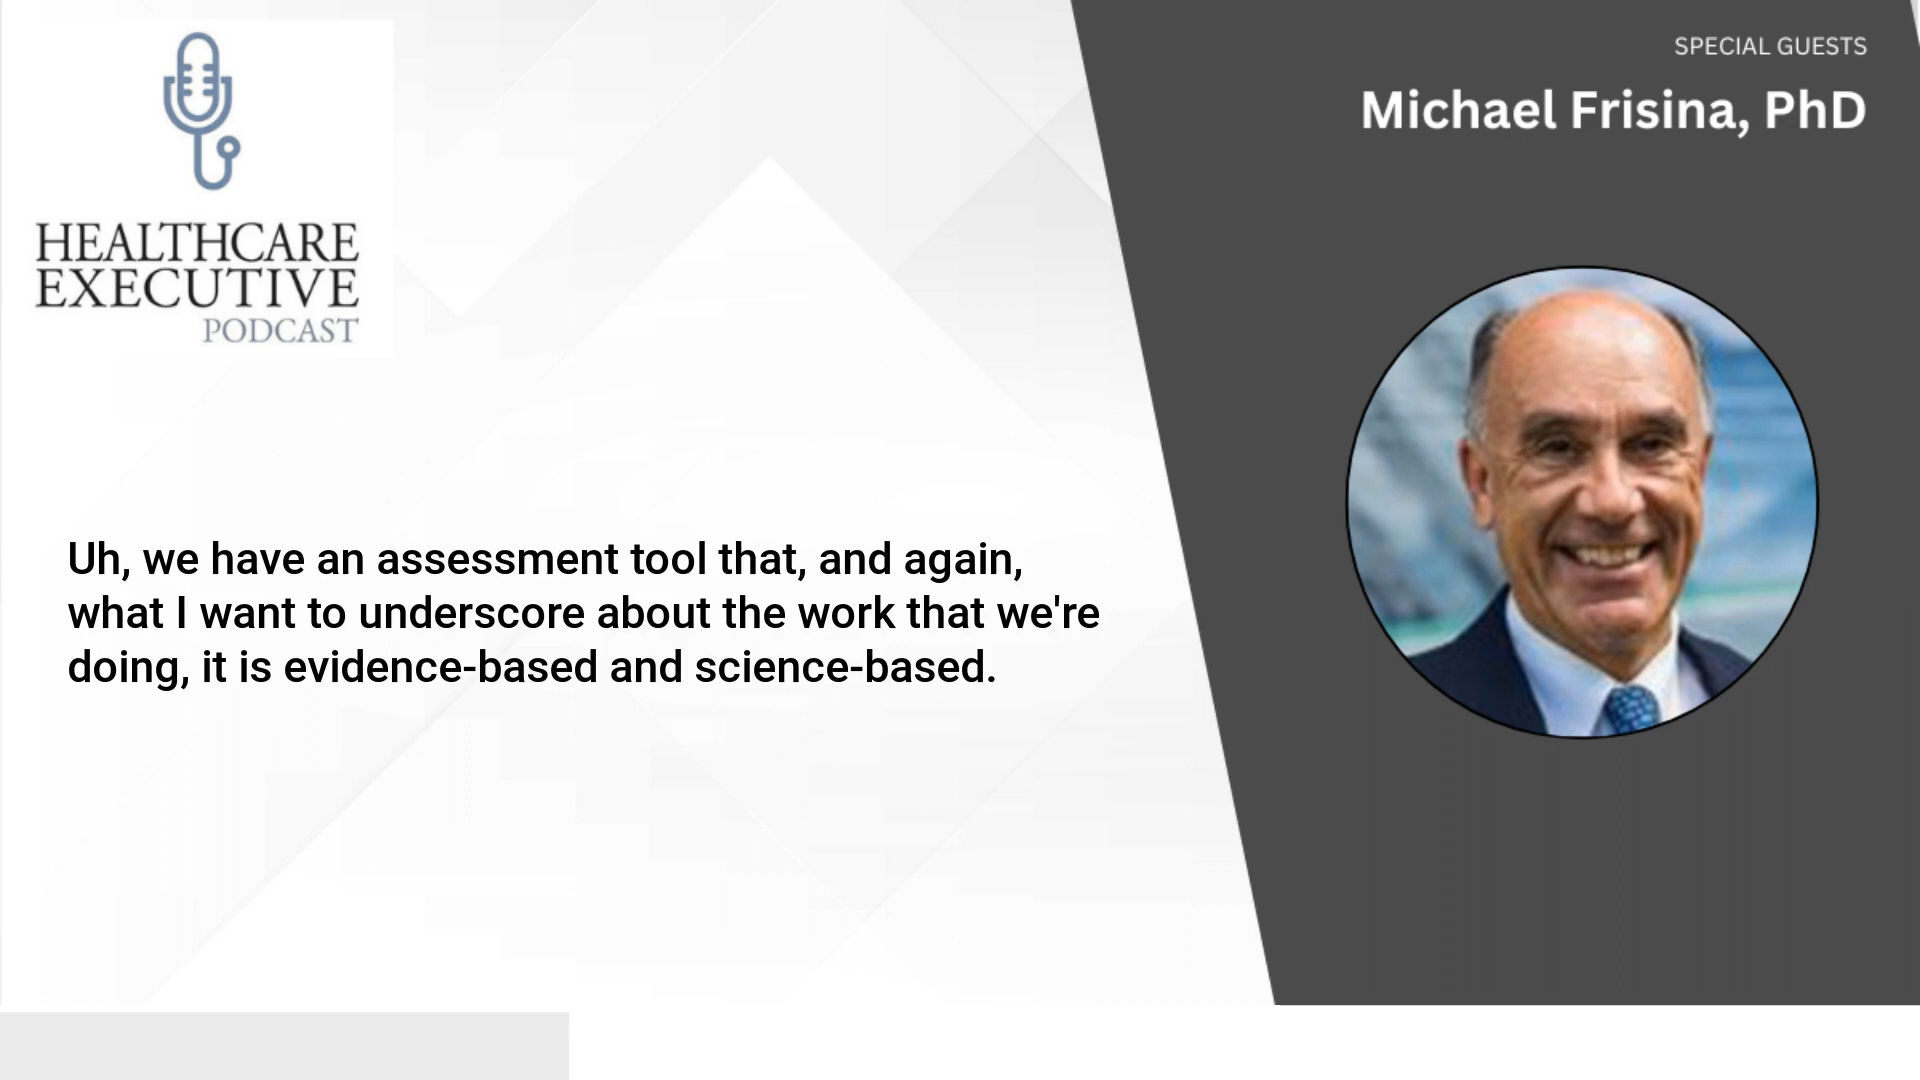 HEALTHCARE
EXECUTIVE
PODCAST
SPECIAL GUESTS
Michael Frisina, PhD
Uh, we have an assessment tool that, and again,
what I want to underscore about the work that we're
doing, it is evidence-based and science-based.